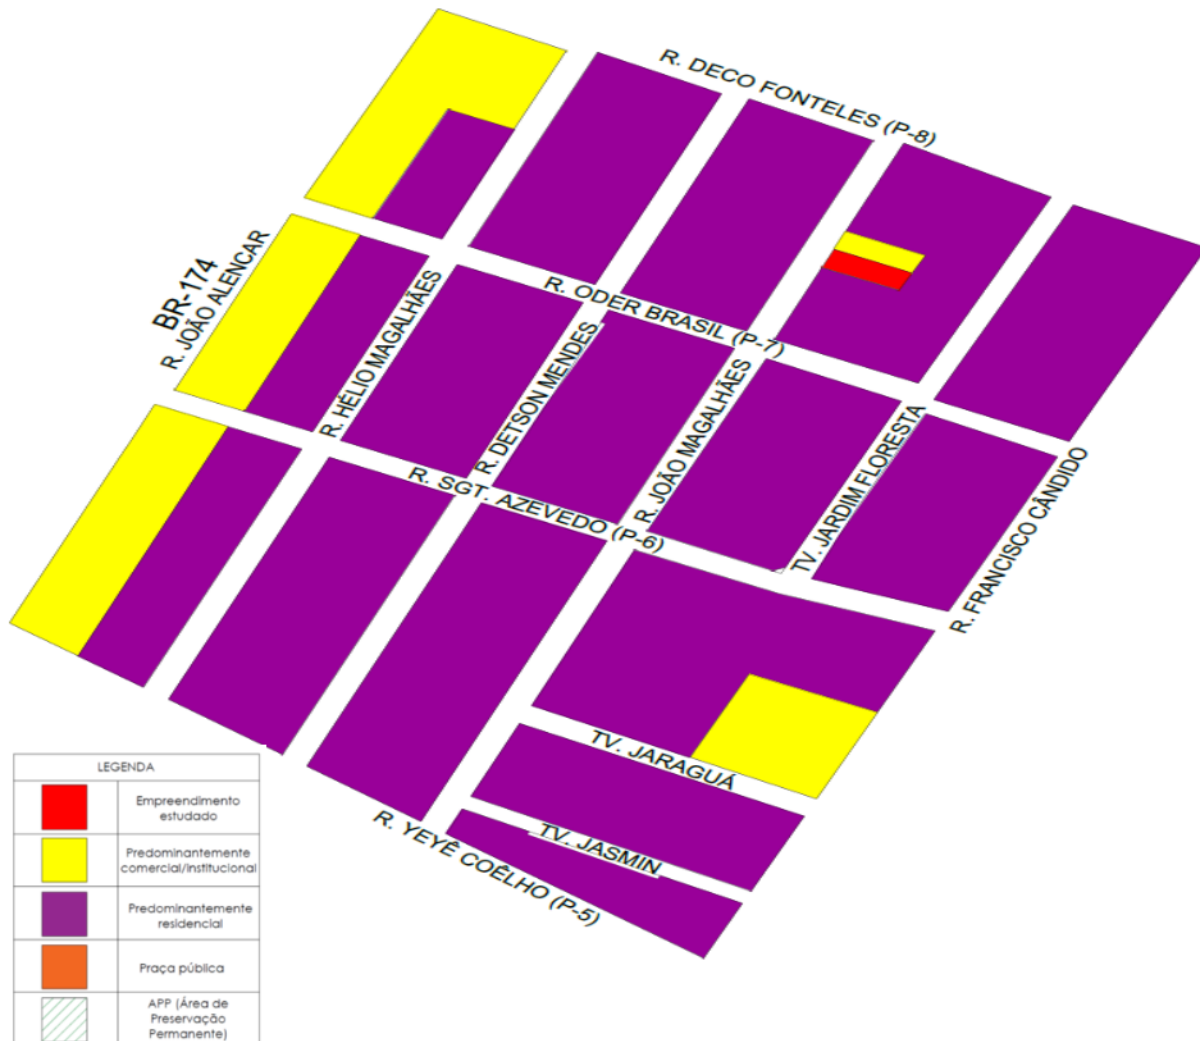 R. DECO FONTELES (P-8)
BR-174
R. JOÃO ALENCAR
R. HÉLIO MAGALHÃES
R. ODER BRASIL (P-7)
R. DETSON MENDES
R. JOÃO MAGALHÃES
TV. JARDIM FLORESTA
R. FRANCISCO CÂNDIDO
R. SGT. AZEVEDO (P-6)
TV. JARAGUÁ
TV. JASMIN
R. YEYÊ COÊLHO (P-5)
LEGENDA
Empreendimento
estudado
Predominantemente
comercial/institucional
Predominantemente
residencial
Praça pública
APP (Área de
Preservação
Permanente)